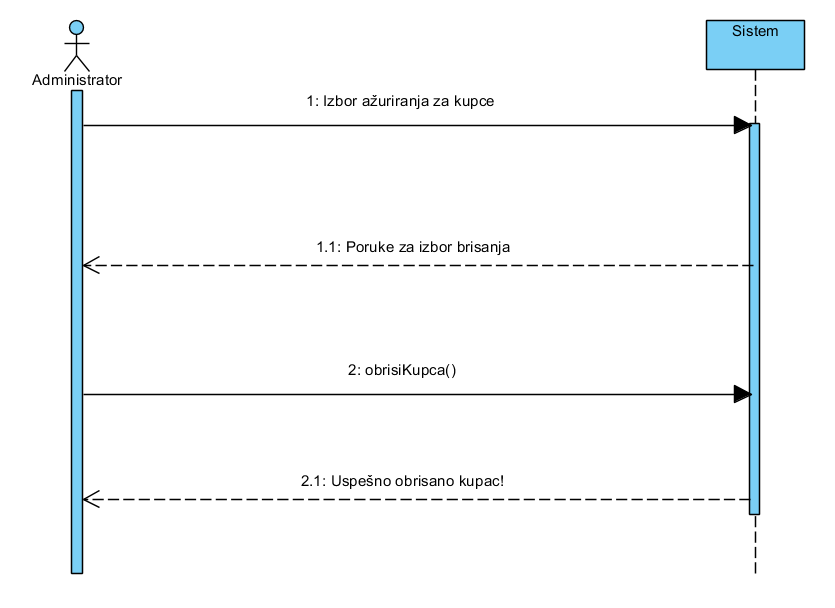 Sistem
Administrator
1: Izbor ažuriranja za kupce
1.1: Poruke za izbor brisanja
2: obrisiKupca()
2.1: Uspešno obrisano kupac!